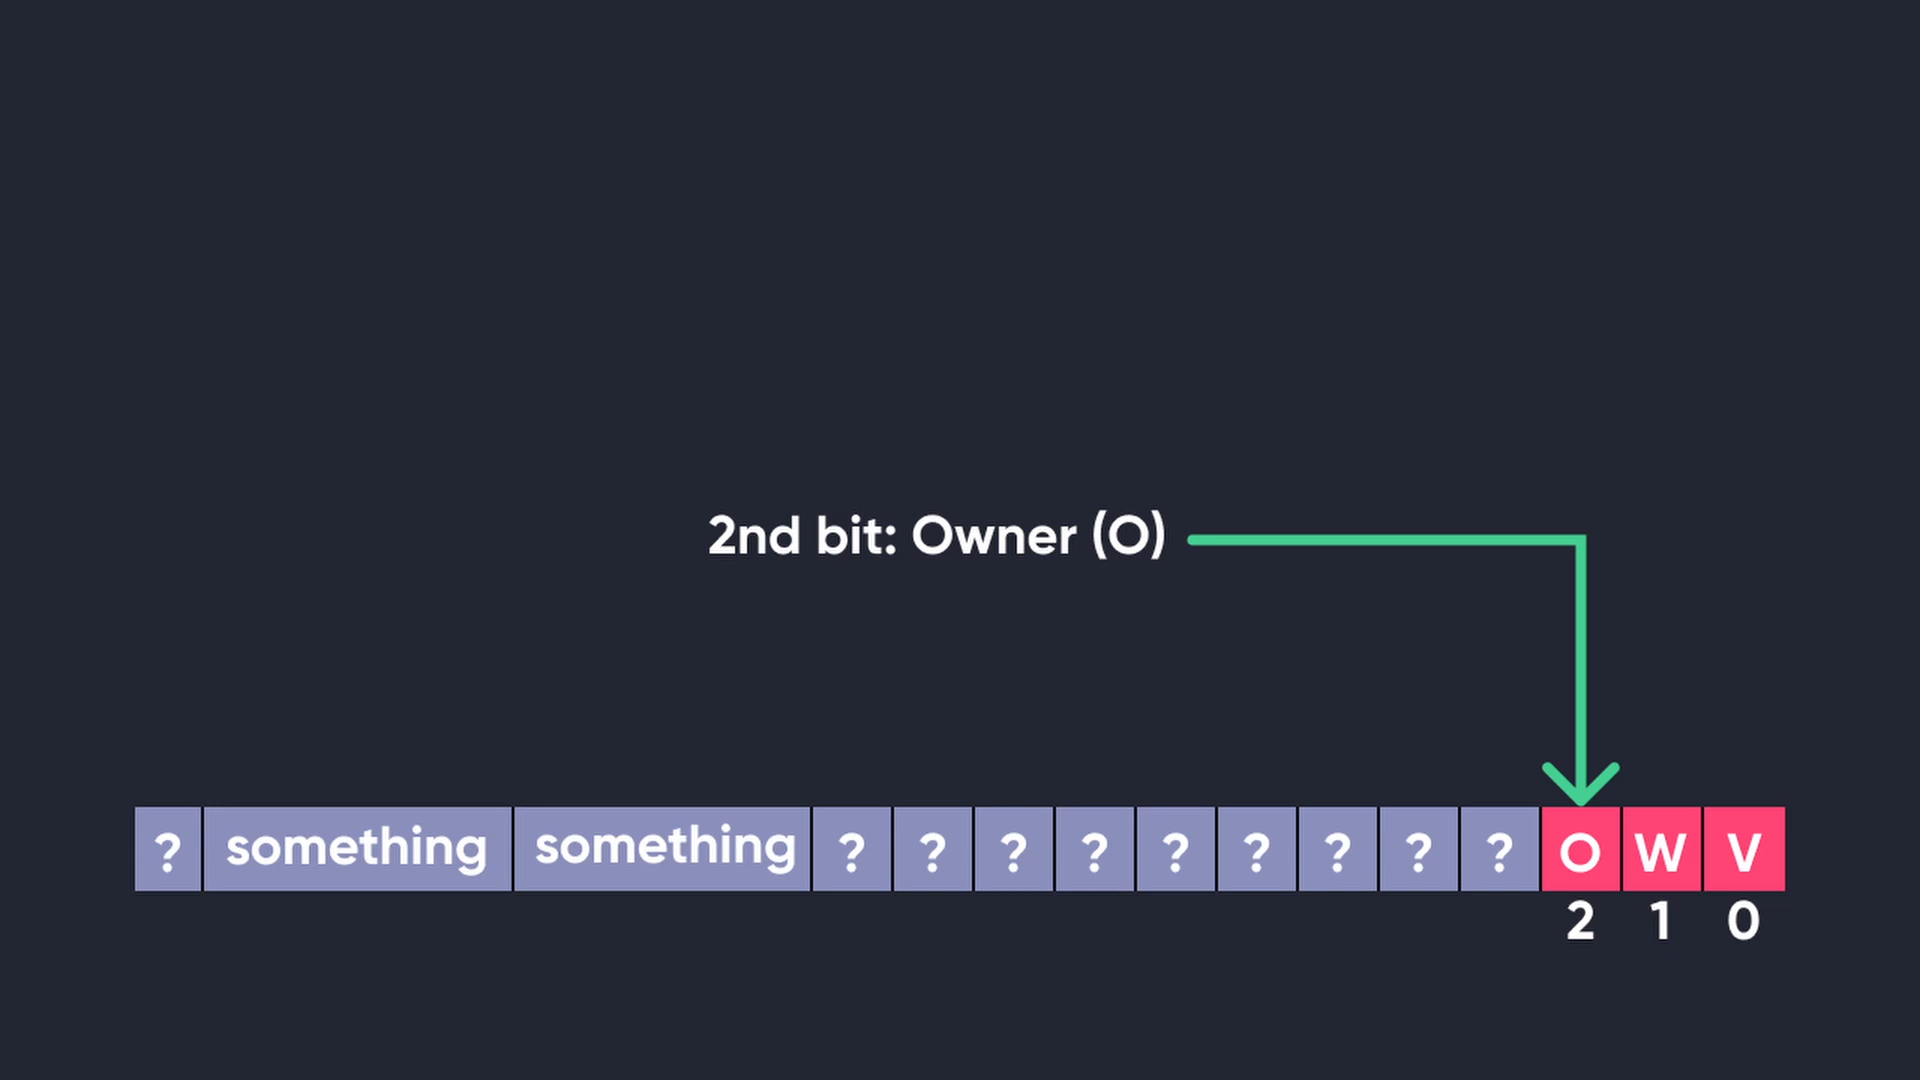 2nd bit: Owner (O)
? something something ? ? ? ? ? ? ? ? ? O W V
2 1 0